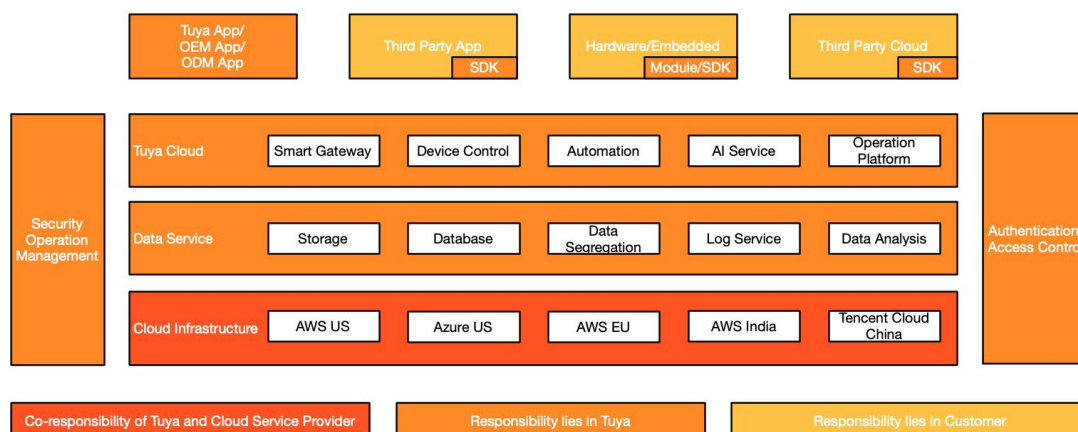 Tuya App/
OEM App/
ODM App
Third Party App
SDK
Hardware/Embedded
Module/SDK
Third Party Cloud
SDK
Security
Operation
Management
Tuya Cloud
Smart Gateway
Device Control
Automation
AI Service
Operation
Platform
Data Service
Storage
Database
Data
Segregation
Log Service
Data Analysis
Cloud Infrastructure
AWS US
Azure US
AWS EU
AWS India
Tencent Cloud
China
Authentication
Access Control
Co-responsibility of Tuya and Cloud Service Provider
Responsibility lies in Tuya
Responsibility lies in Customer